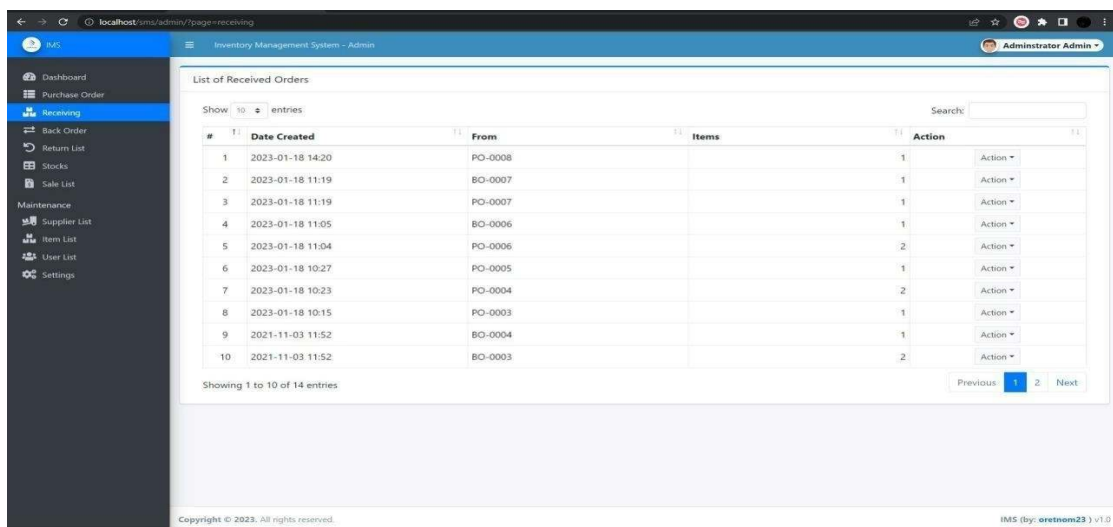 localhost/sms/admin/?page=receiving
IMS
Inventory Management System - Admin
Adminstrator Admin
Dashboard
Purchase Order
Receiving
Back Order
Return List
Stocks
Sale List
Maintenance
Supplier List
Item List
User List
Settings
List of Received Orders
Show 10 entries
Search:
# Date Created From Items Action
1 2023-01-18 14:20 PO-0008 1 Action
2 2023-01-18 11:19 BO-0007 1 Action
3 2023-01-18 11:19 PO-0007 1 Action
4 2023-01-18 11:05 BO-0006 1 Action
5 2023-01-18 11:04 PO-0006 2 Action
6 2023-01-18 10:27 PO-0005 1 Action
7 2023-01-18 10:23 PO-0004 2 Action
8 2023-01-18 10:15 PO-0003 1 Action
9 2021-11-03 11:52 BO-0004 1 Action
10 2021-11-03 11:52 BO-0003 2 Action
Showing 1 to 10 of 14 entries
Previous 1 2 Next
Copyright © 2023. All rights reserved.
IMS (by: oretnom23 ) v1.0